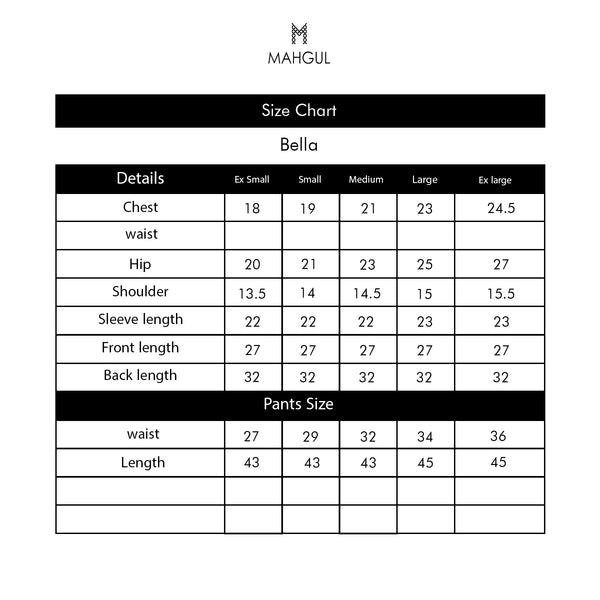 MAHGUL
Size Chart
Bella
Details Ex Small Small Medium Large Ex large
Chest 18 19 21 23 24.5
waist
Hip 20 21 23 25 27
Shoulder 13.5 14 14.5 15 15.5
Sleeve length 22 22 22 23 23
Front length 27 27 27 27 27
Back length 32 32 32 32 32
Pants Size
waist 27 29 32 34 36
Length 43 43 43 45 45